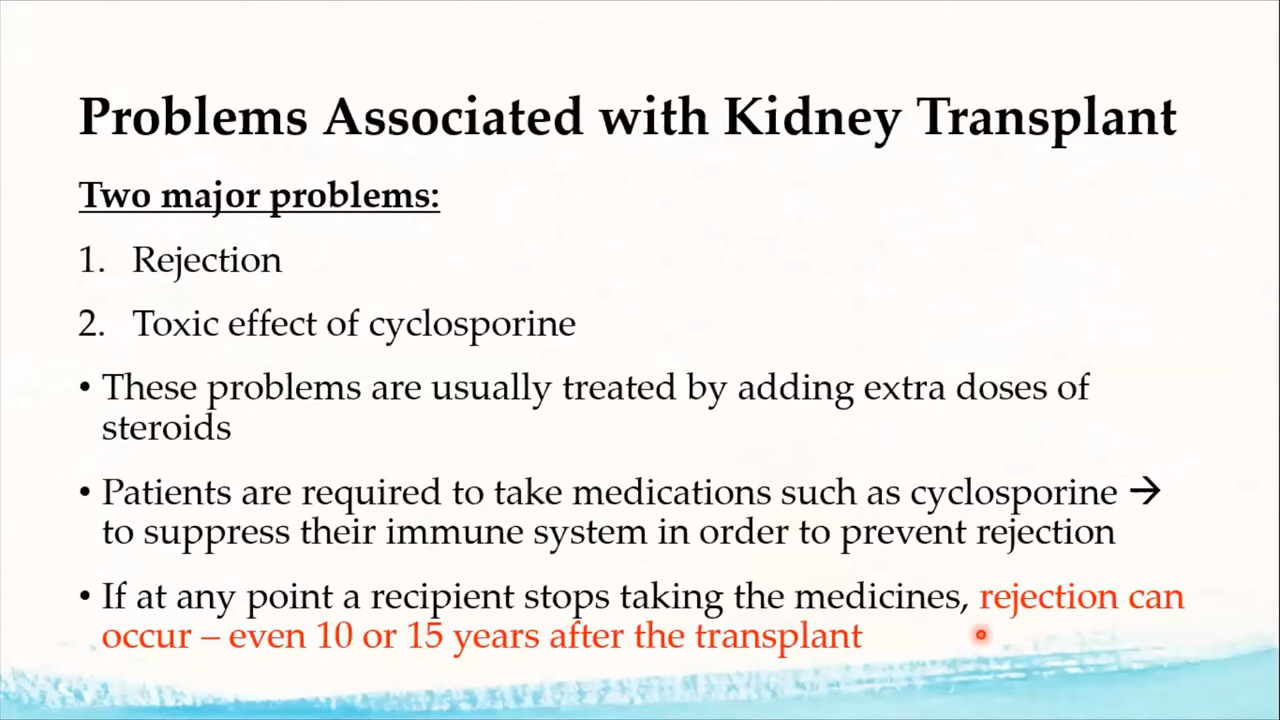 Problems Associated with Kidney Transplant
Two major problems:
1. Rejection
2. Toxic effect of cyclosporine
• These problems are usually treated by adding extra doses of
steroids
• Patients are required to take medications such as cyclosporine →
to suppress their immune system in order to prevent rejection
• If at any point a recipient stops taking the medicines, rejection can
occur – even 10 or 15 years after the transplant